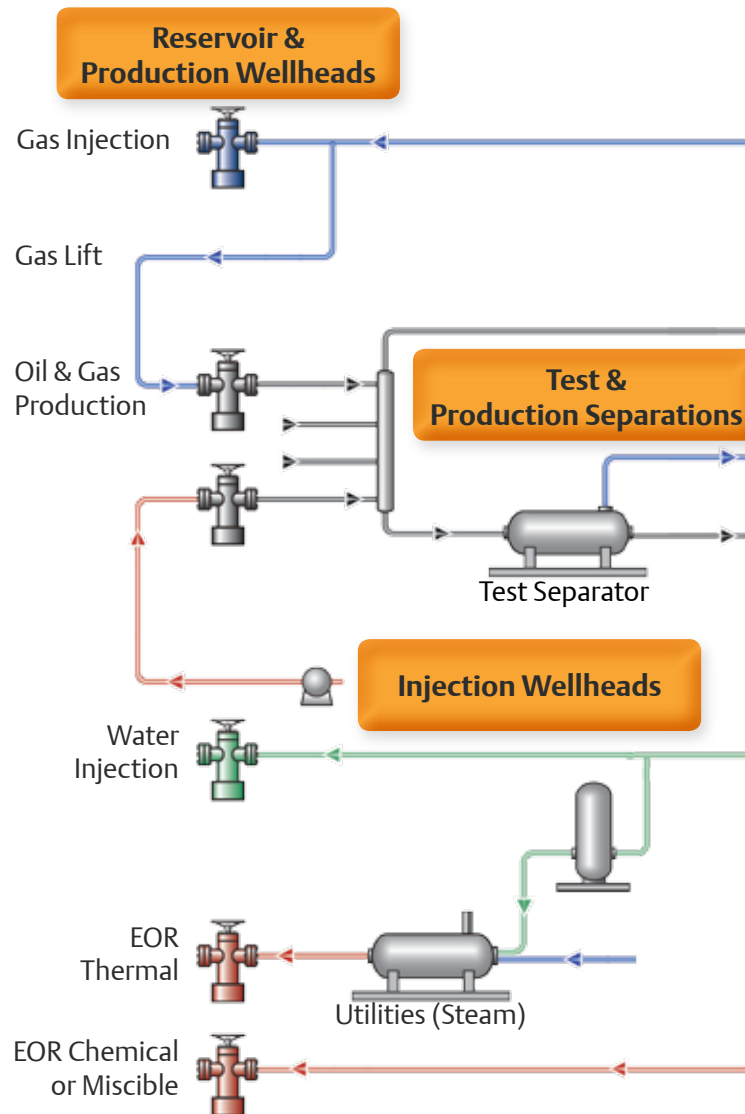 Reservoir &
Production Wellheads
Gas Injection
Gas Lift
Oil & Gas
Production
Test &
Production Separations
Test Separator
Injection Wellheads
Water
Injection
EOR
Thermal
Utilities (Steam)
EOR Chemical
or Miscible